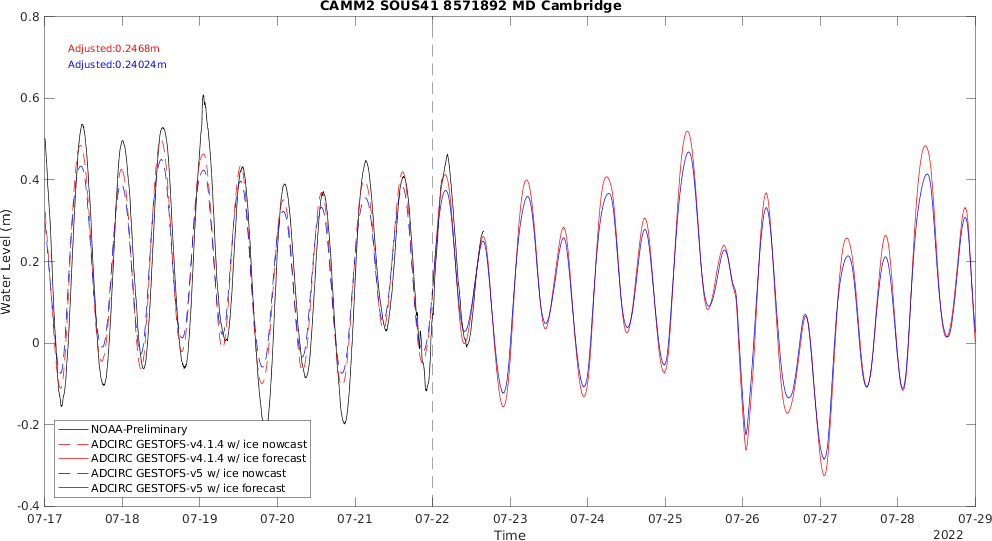 CAMM2 SOUS41 8571892 MD Cambridge
0.8
Adjusted:0.2468m
Adjusted:0.24024m
0.6
0.4
0.2
0
-0.2
-0.4
Water Level (m)
NOAA-Preliminary
ADCIRC GESTOFS-v4.1.4 w/ ice nowcast
ADCIRC GESTOFS-v4.1.4 w/ ice forecast
ADCIRC GESTOFS-v5 w/ ice nowcast
ADCIRC GESTOFS-v5 w/ ice forecast
07-17 07-18 07-19 07-20 07-21 07-22 07-23 07-24 07-25 07-26 07-27 07-28 07-29
Time
2022